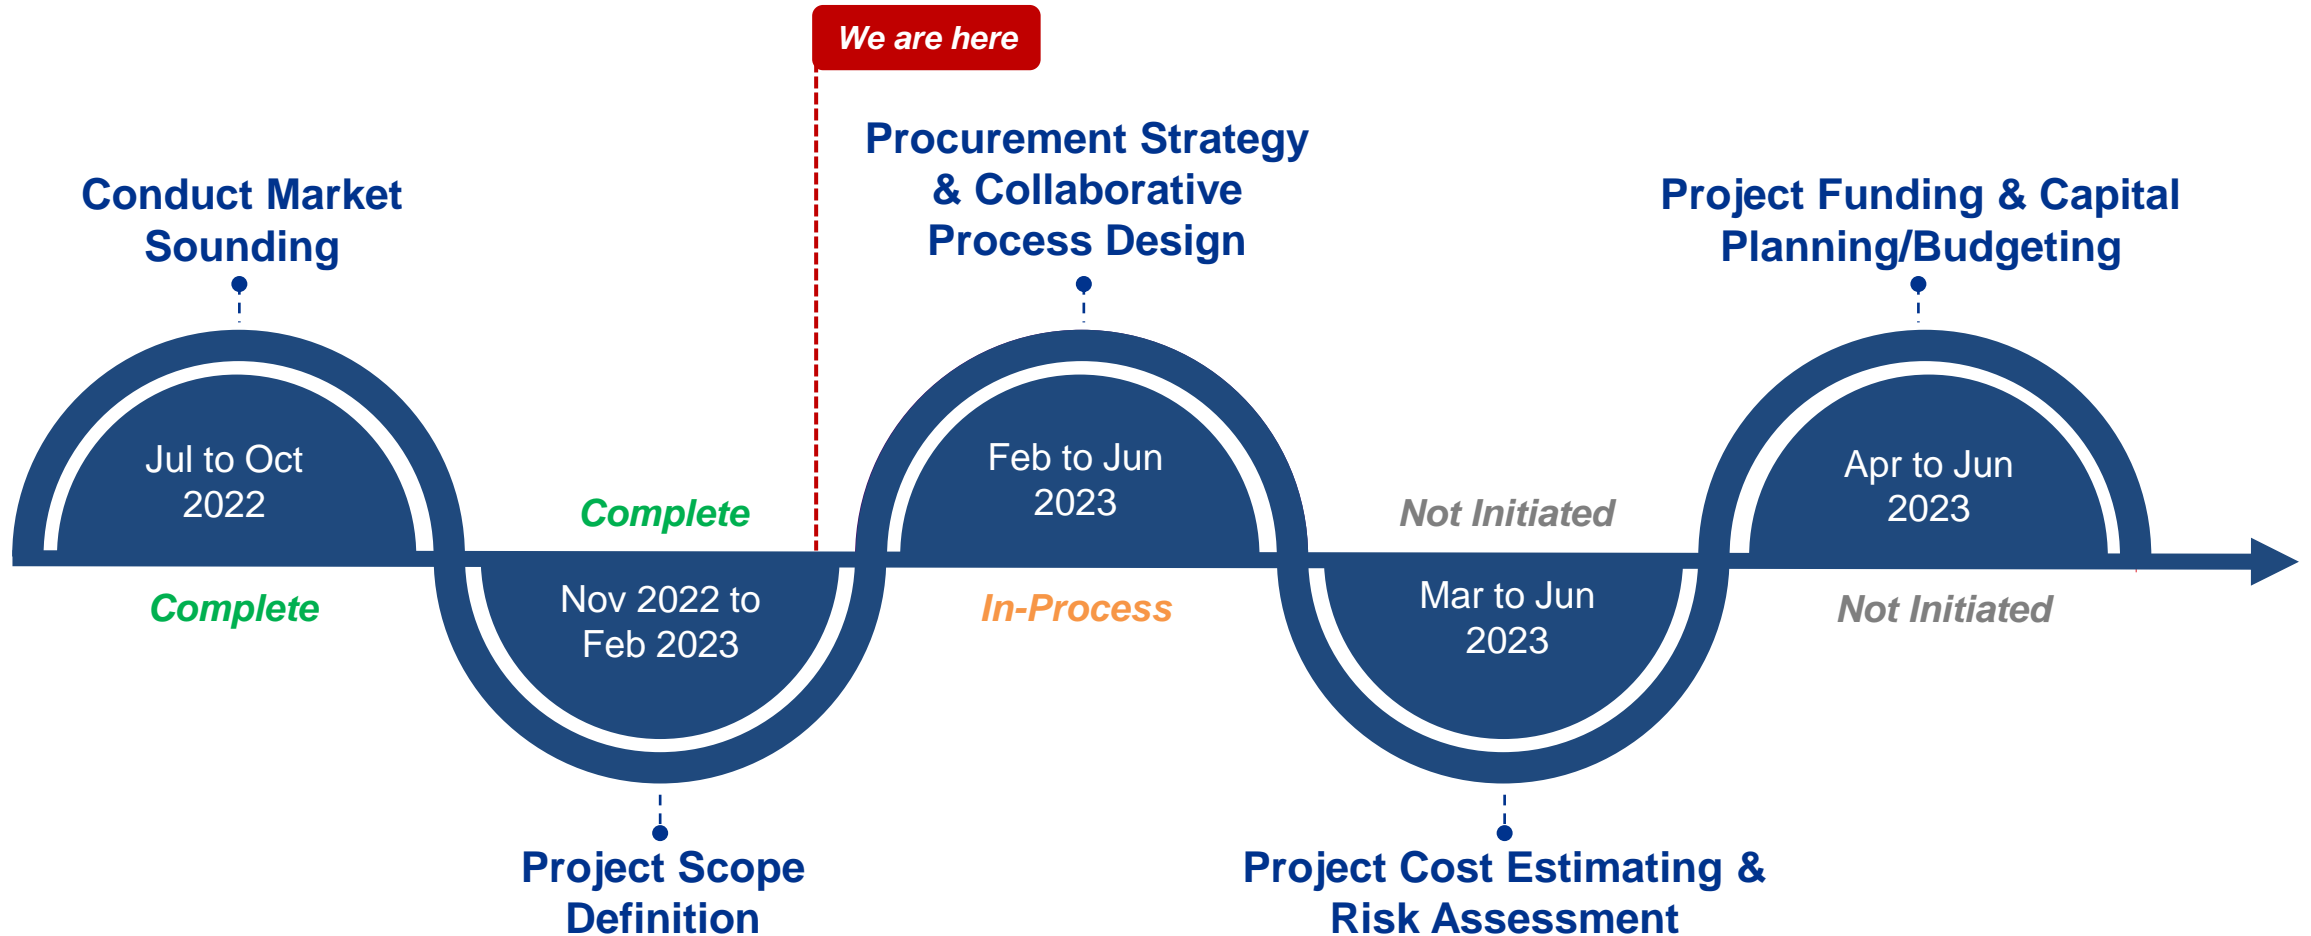 We are here
Conduct Market
Sounding
Jul to Oct
2022
Complete
Complete
Nov 2022 to
Feb 2023
Project Scope
Definition
Procurement Strategy
& Collaborative
Process Design
Feb to Jun
2023
In-Process
Not Initiated
Mar to Jun
2023
Project Cost Estimating &
Risk Assessment
Project Funding & Capital
Planning/Budgeting
Apr to Jun
2023
Not Initiated